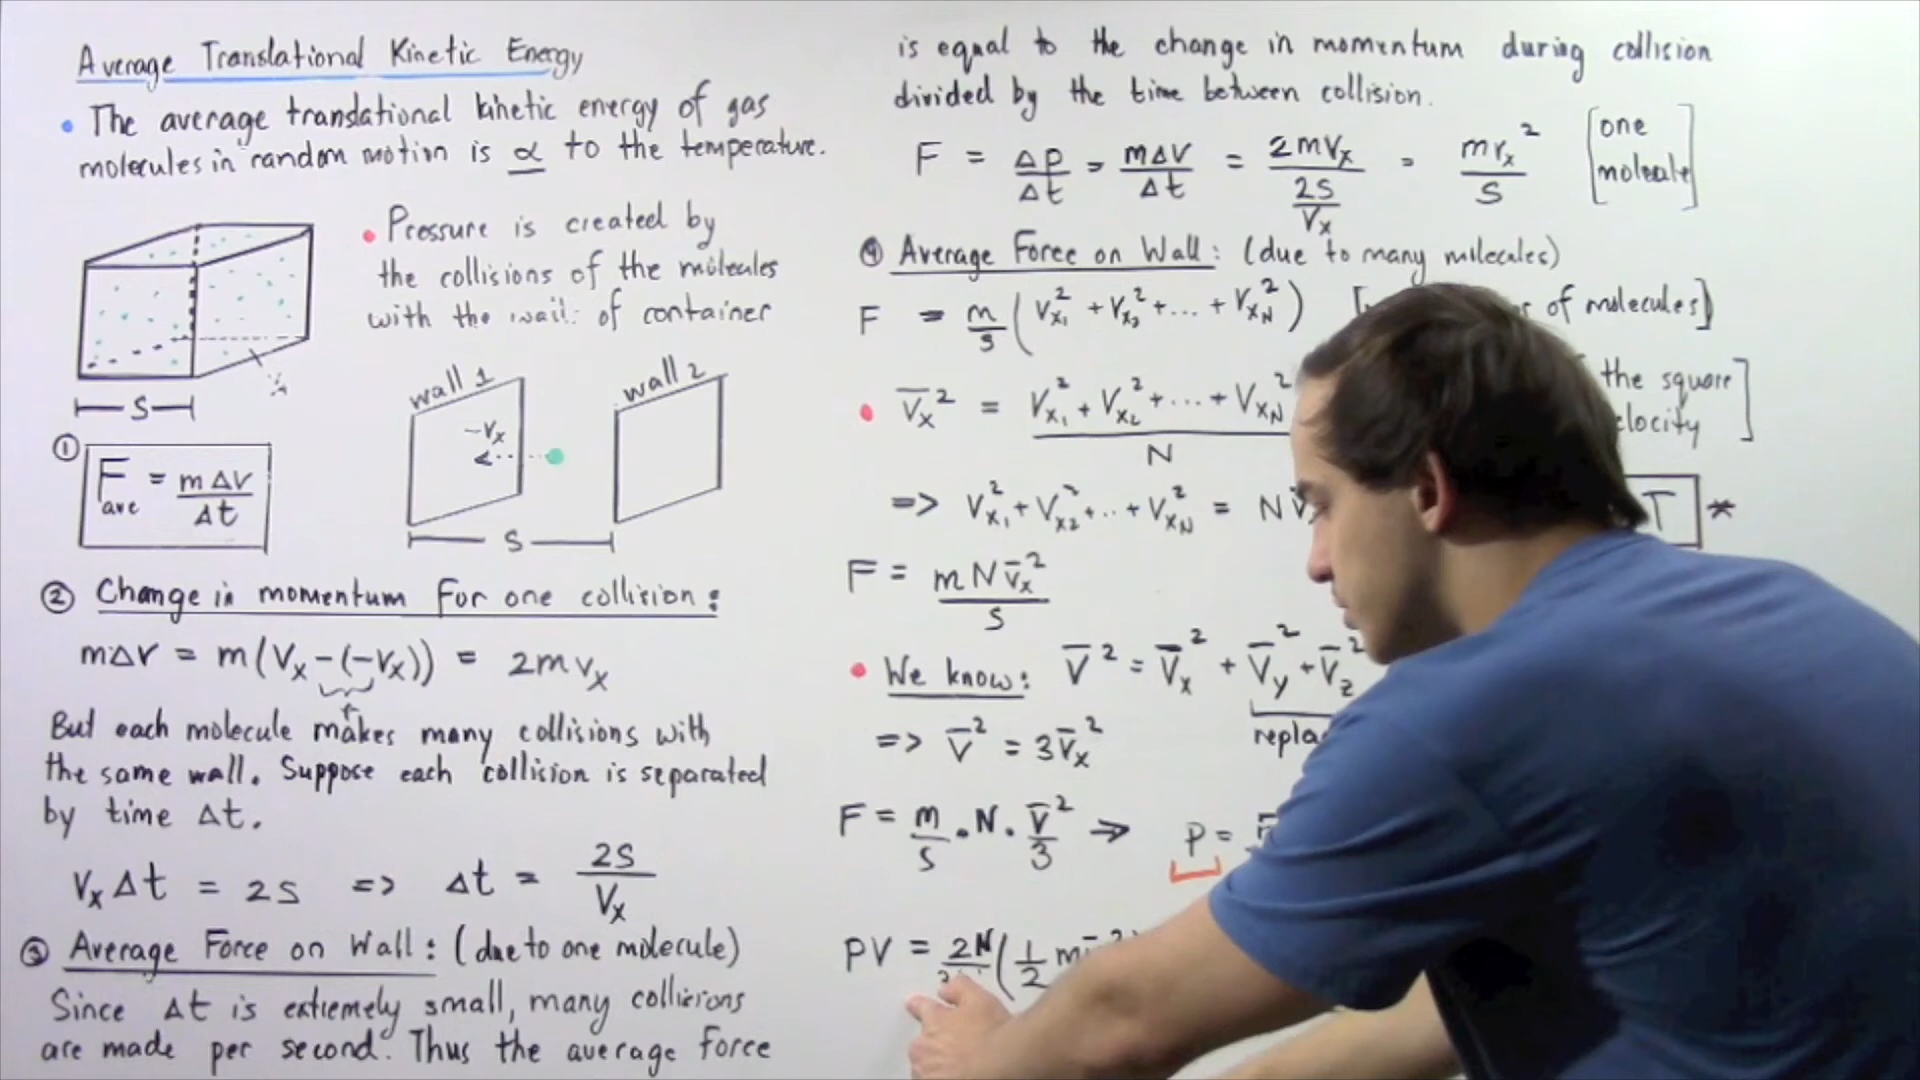 Average Translational Kinetic Energy
• The average translational kinetic energy of gas
molecules in random motion is α to the temperature.
• Pressure is created by
the collisions of the molecules
with the walls of container
S
wall 1
wall 2
-Vx
S
① F ave = mΔV / Δt
② Change in momentum For one collision:
mΔV = m(Vx-(-Vx)) = 2mVx
But each molecule makes many collisions with
the same wall. Suppose each collision is separated
by time Δt.
VxΔt = 2S => Δt = 2S / Vx
③ Average Force on Wall: (due to one molecule)
Since Δt is extremely small, many collisions
are made per second. Thus the average force
is equal to the change in momentum during collision
divided by the time between collision.
F = Δp/Δt = mΔV/Δt = 2mVx / (2S/Vx) = mVx²/S [one molecule]
④ Average Force on Wall: (due to many milecules)
F = m/S (Vx₁² + Vx₂² + ... + VxN²) of molecules]
• V̄x² = Vx₁² + Vx₂² + ... + VxN² / N the square
=> Vx₁² + Vx₂² + .. + VxN² = N T *
F = mNV̄x² / S
• We know: V̄² = V̄x² + V̄y² + V̄z²
=> V̄² = 3V̄x²
F = m/S . N . V̄²/3 => P =
PV = 2N (1/2 m